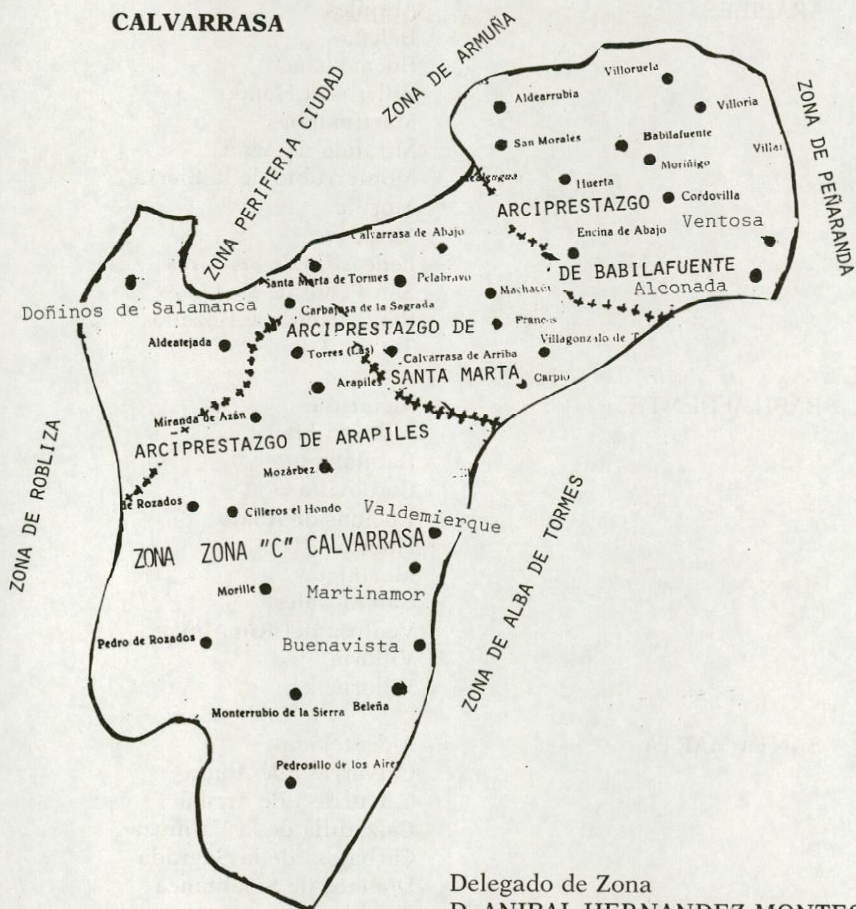 CALVARRASA
ZONA DE ARMUÑA
ZONA PERIFERIA CIUDAD
ZONA DE PEÑARANDA
Villoruela
Aldearrubia
Villoria
San Morales
Babilafuente
Moriñigo
Huerta
ARCIPRESTAZGO
Cordovilla
Ventosa
Calvarrasa de Abajo
Encina de Abajo
DE BABILAFUENTE
Santa Marta de Tormes
Pelabravo
Alconada
Machacón
Doñinos de Salamanca
Carbajosa de la Sagrada
ARCIPRESTAZGO DE
Francos
Aldeatejada
Torres (Las)
Calvarrasa de Arriba
Villagonzalo de T
Arapiles
SANTA MARTA
Carpio
Miranda de Azán
ARCIPRESTAZGO DE ARAPILES
ZONA DE ROBLIZA
Mozárbez
de Rozados
Cilleros el Hondo
Valdemierque
ZONA ZONA "C" CALVARRASA
ZONA DE ALBA DE TORMES
Morille
Martinamor
Pedro de Rozados
Buenavista
Monterrubio de la Sierra
Beleña
Pedrosillo de los Aires
Delegado de Zona
D. ANIBAL HERNANDEZ MONTES